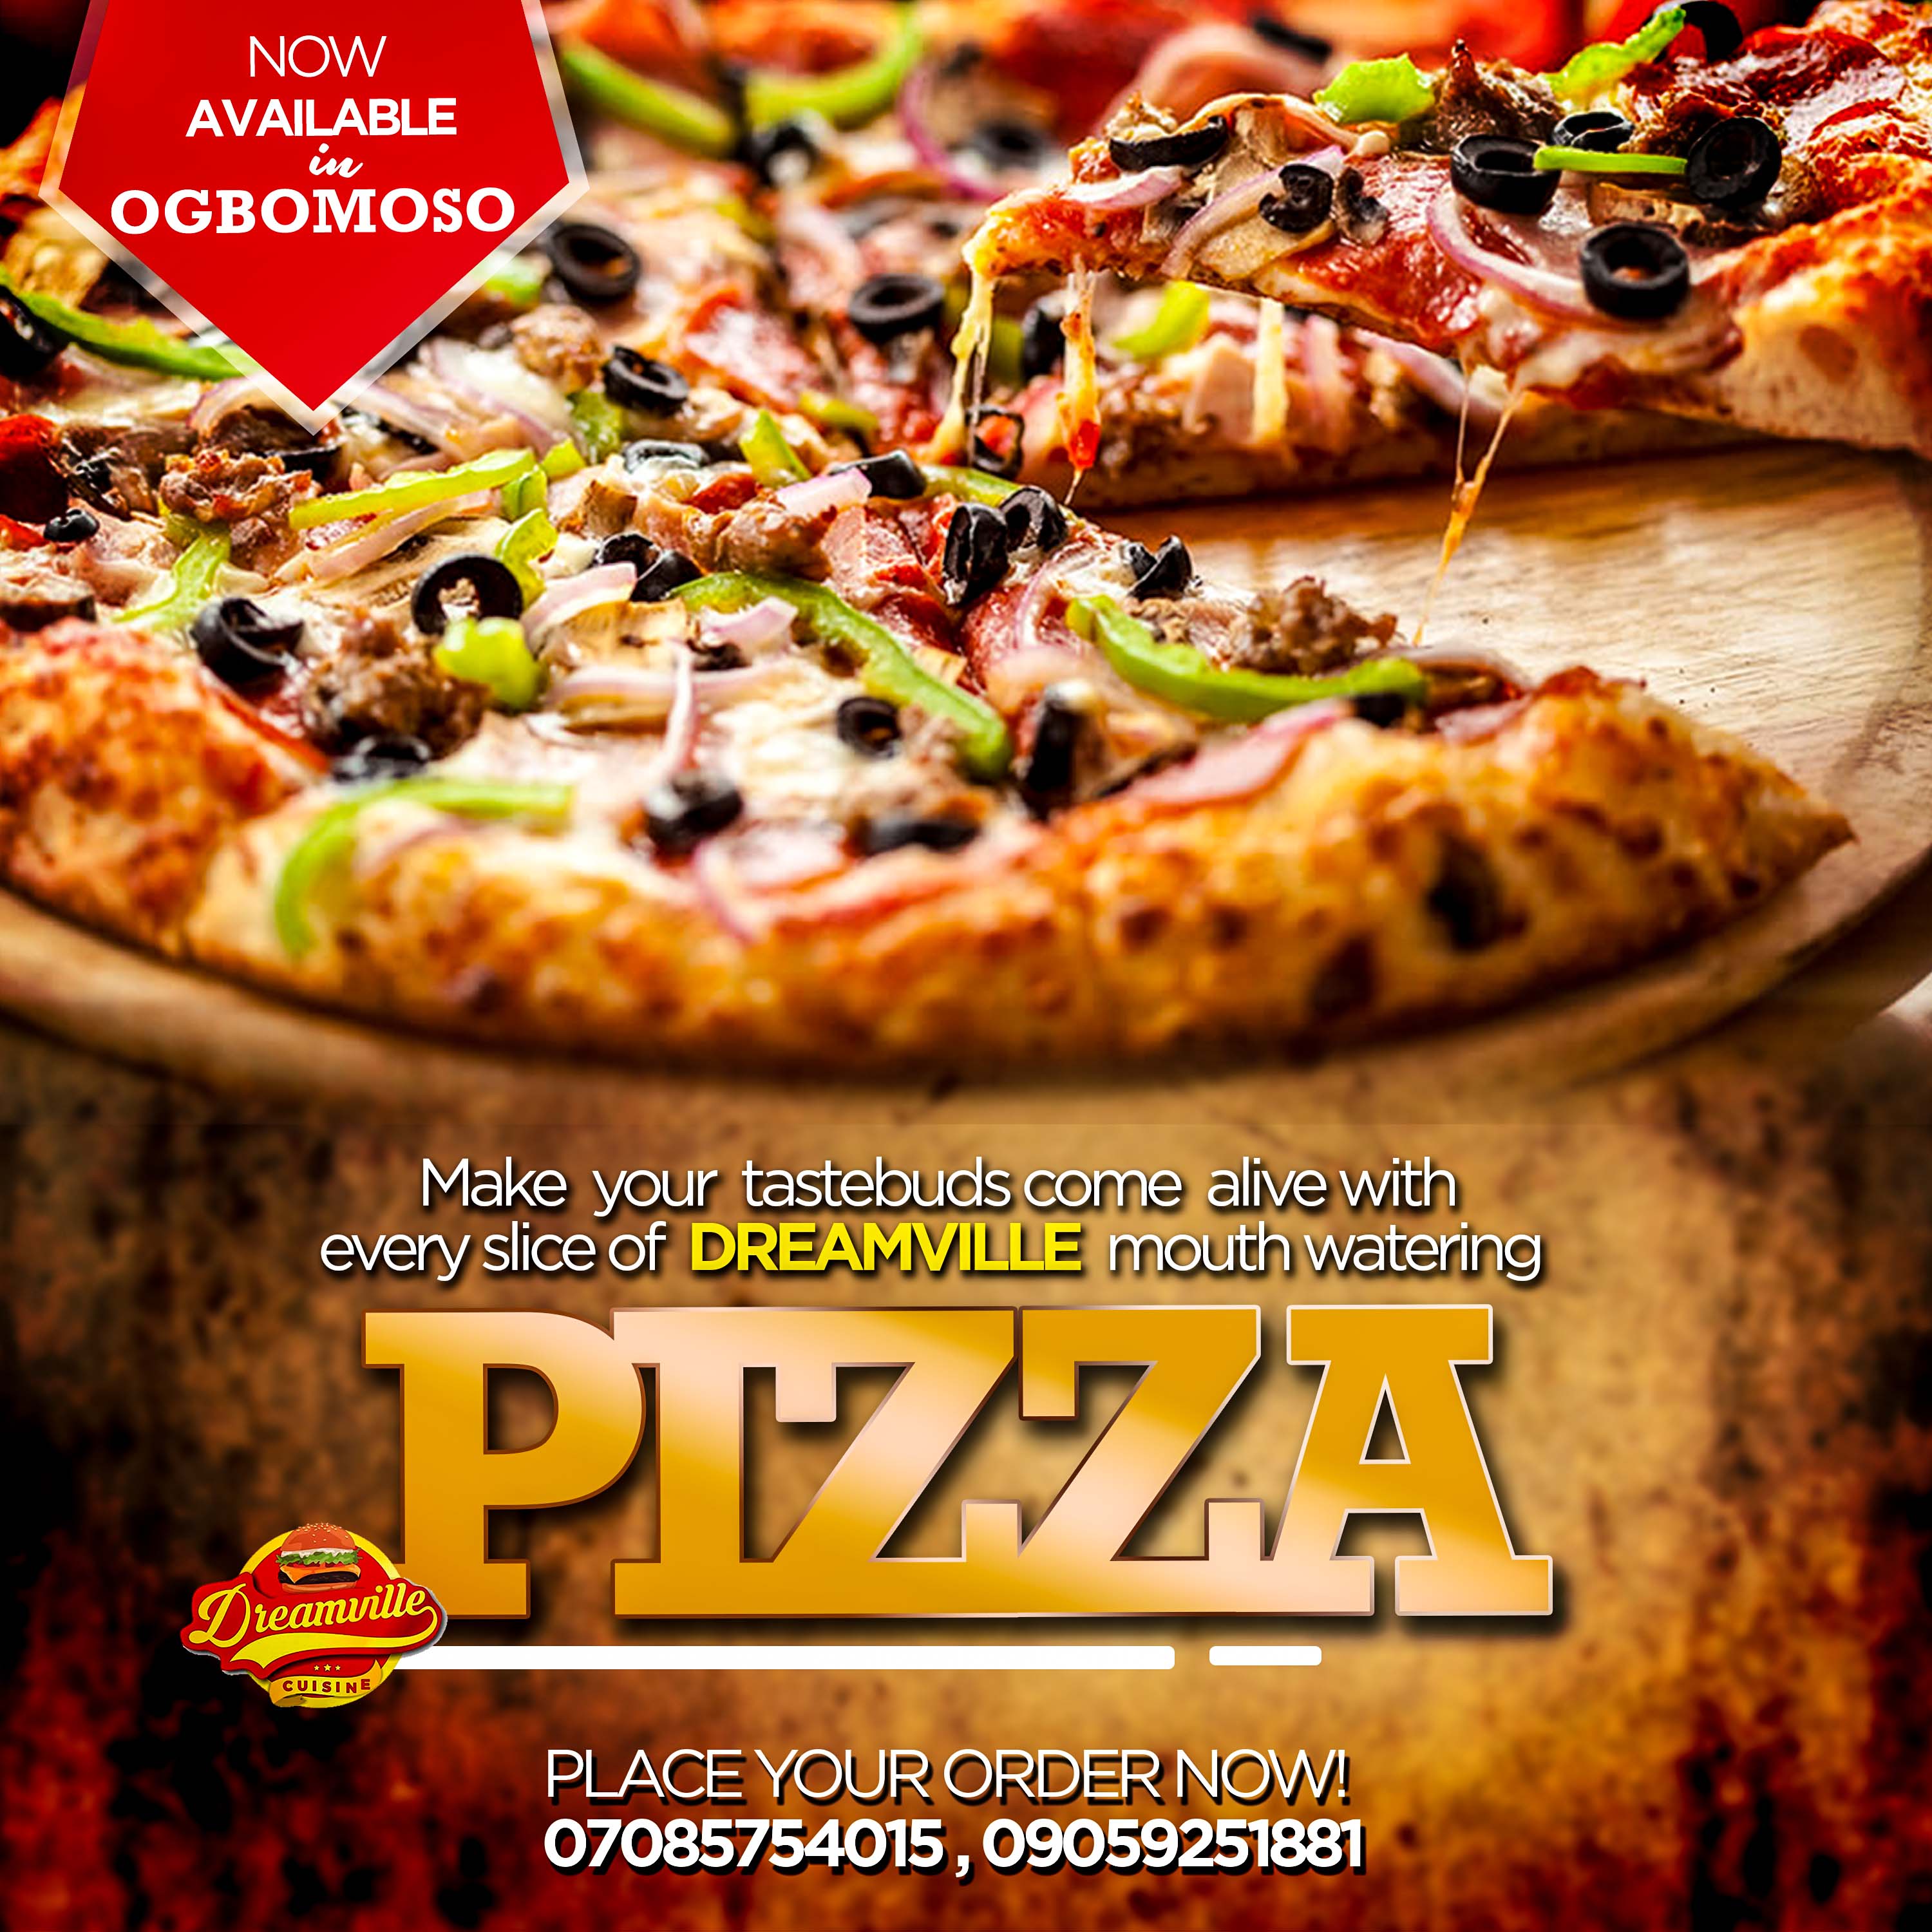 NOW
AVAILABLE
in
OGBOMOSO
Make your tastebuds come alive with
every slice of DREAMVILLE mouth watering
PIZZA
Dreamville
CUISINE
PLACE YOUR ORDER NOW!
07085754015 , 09059251881